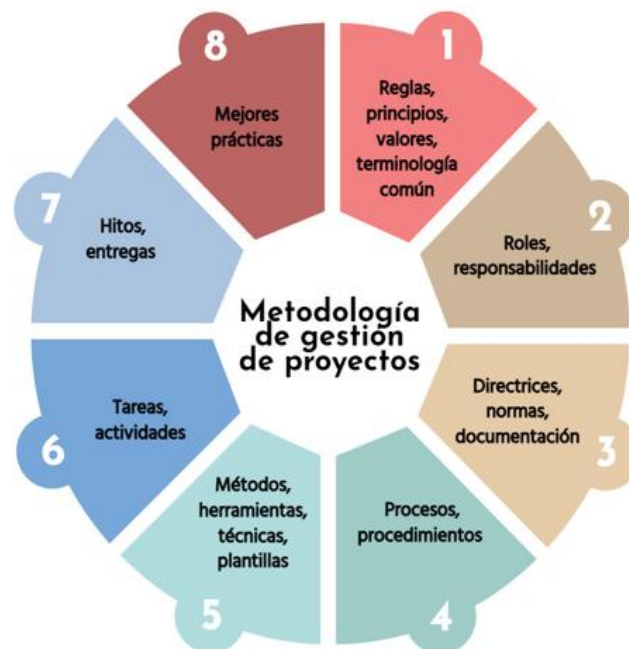 Metodología
de gestión
de proyectos
1
Reglas,
principios,
valores,
terminología
común
2
Roles,
responsabilidades
3
Directrices,
normas,
documentación
4
Procesos,
procedimientos
5
Métodos,
herramientas,
técnicas,
plantillas
6
Tareas,
actividades
7
Hitos,
entregas
8
Mejores
prácticas